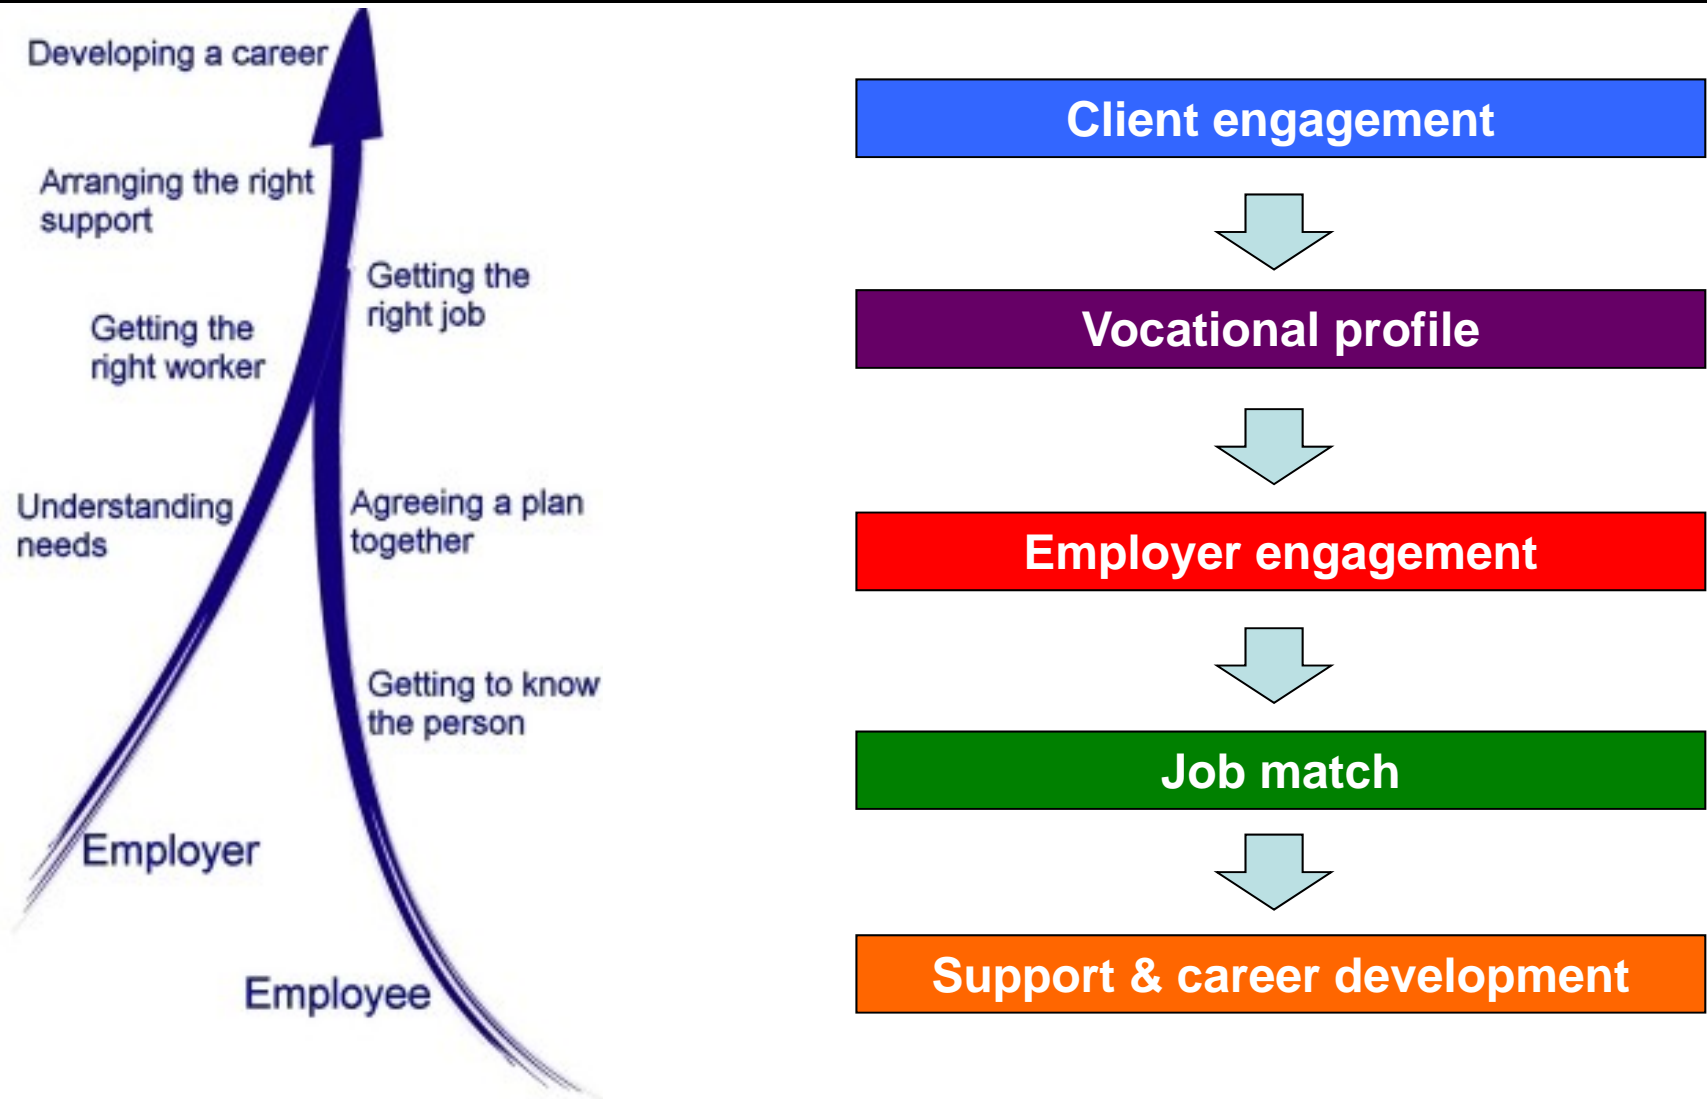 Developing a career
Arranging the right
support
Getting the
right job
Getting the
right worker
Understanding
needs
Agreeing a plan
together
Getting to know
the person
Employer
Employee
Client engagement
Vocational profile
Employer engagement
Job match
Support & career development